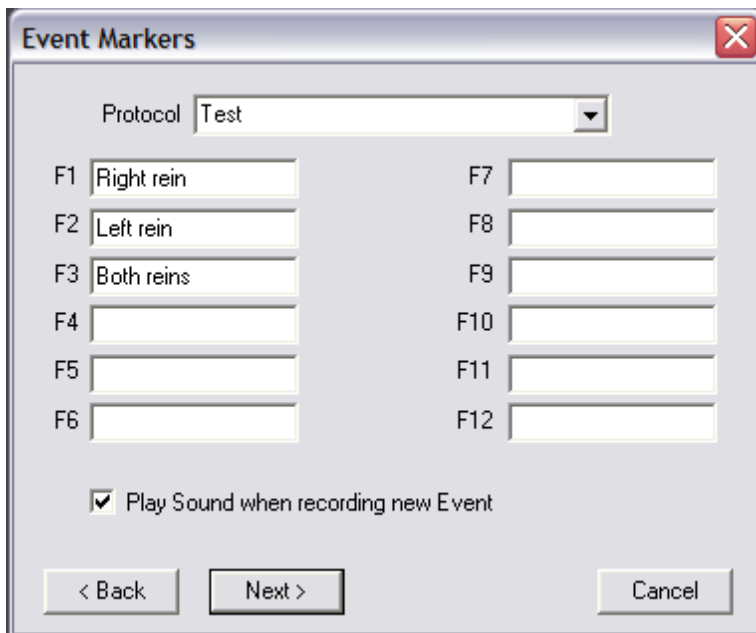 Event Markers
Protocol Test
F1 Right rein F7
F2 Left rein F8
F3 Both reins F9
F4 F10
F5 F11
F6 F12
Play Sound when recording new Event
< Back Next > Cancel